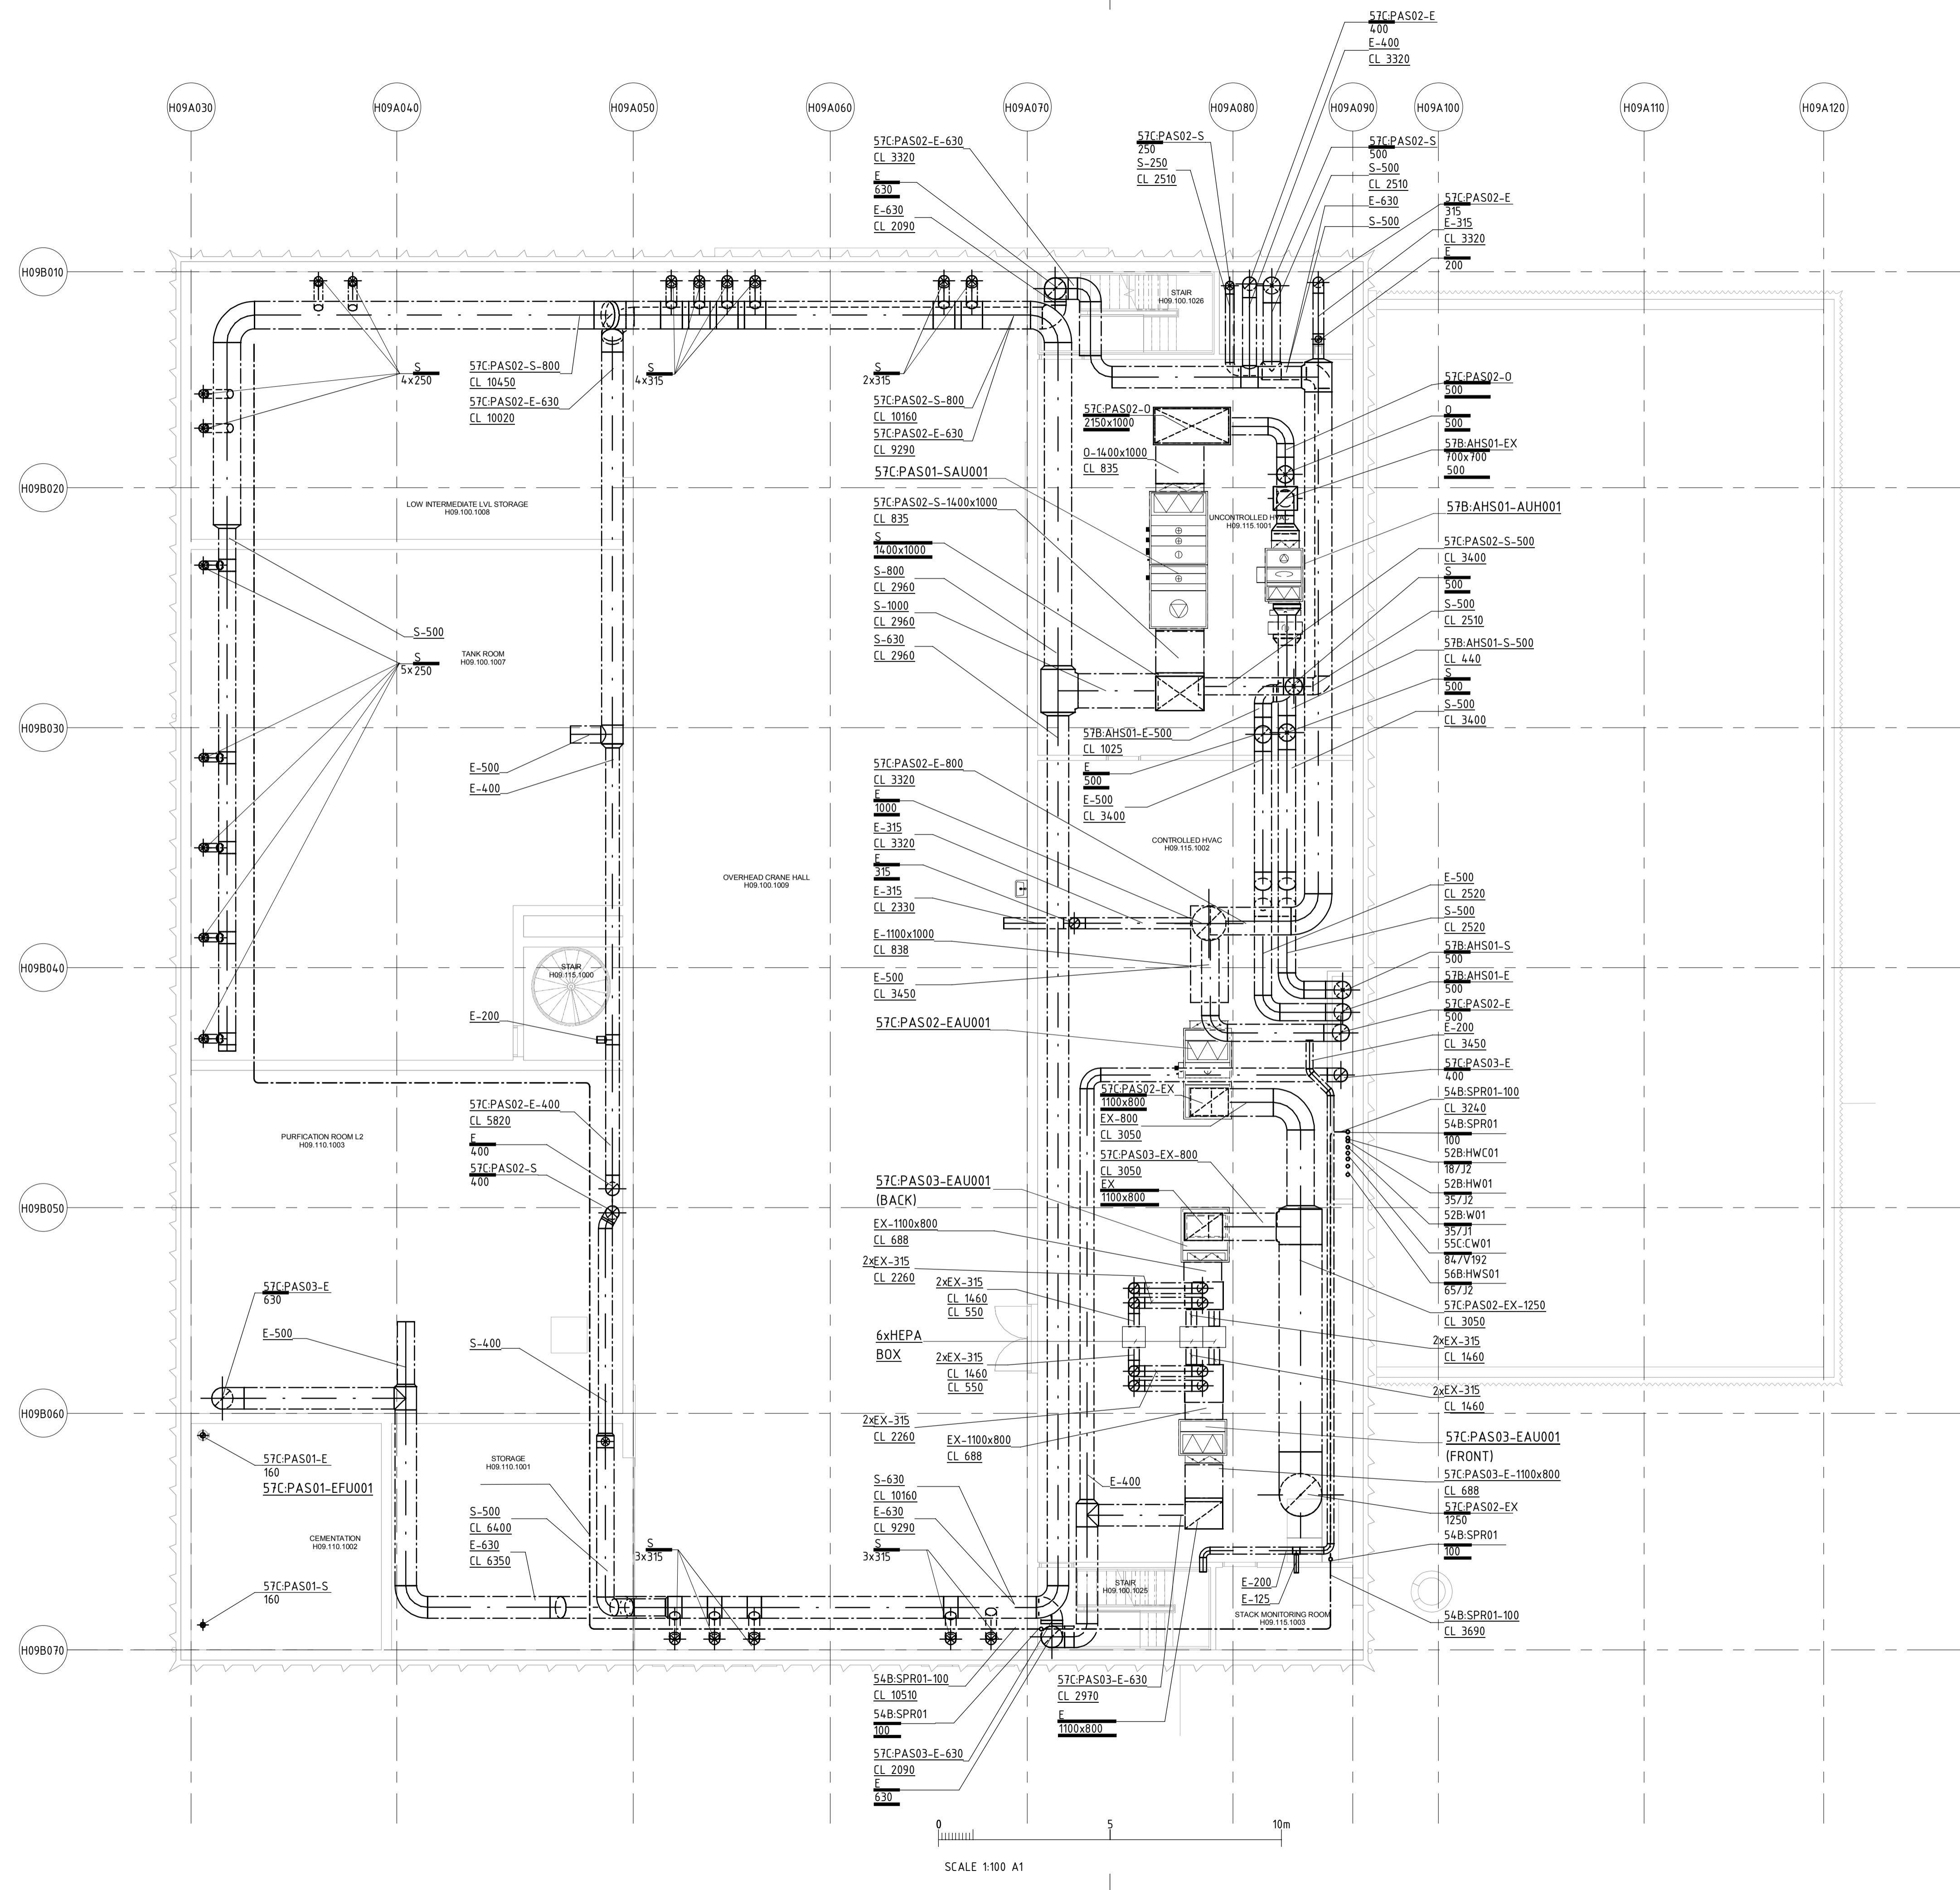 57C:PAS02-E
400
E-400
CL 3320
H09A030
H09A040
H09A050
H09A060
H09A070
H09A080
H09A090
H09A100
H09A110
H09A120
57C:PAS02-E-630
CL 3320
E
630
E-630
CL 2090
57C:PAS02-S
250
S-250
CL 2510
57C:PAS02-S
500
S-500
CL 2510
E-630
S-500
57C:PAS02-E
315
E-315
CL 3320
E
200
H09B010
STAIR
H09.100.1026
S
4x250
57C:PAS02-S-800
CL 10450
57C:PAS02-E-630
CL 10020
S
4x315
S
2x315
57C:PAS02-S-800
CL 10160
57C:PAS02-E-630
CL 9290
57C:PAS02-O
2150x1000
O-1400x1000
CL 835
57C:PAS02-O
500
O
500
57B:AHS01-EX
700x700
500
57C:PAS01-SAU001
H09B020
LOW INTERMEDIATE LVL STORAGE
H09.100.1008
57C:PAS02-S-1400x1000
CL 835
UNCONTROLLED HVAC
H09.115.1001
57B:AHS01-AUH001
S
1400x1000
S-800
CL 2960
S-1000
CL 2960
S-630
CL 2960
57C:PAS02-S-500
CL 3400
S
500
S-500
CL 2510
57B:AHS01-S-500
CL 440
S
500
S-500
CL 3400
S-500
TANK ROOM
H09.100.1007
S
5x250
H09B030
57B:AHS01-E-500
CL 1025
E
500
E-500
CL 3400
E-500
E-400
57C:PAS02-E-800
CL 3320
E
1000
E-315
CL 3320
E
315
E-315
CL 2330
E-1100x1000
CL 838
E-500
CL 3450
CONTROLLED HVAC
H09.115.1002
OVERHEAD CRANE HALL
H09.100.1009
E-500
CL 2520
S-500
CL 2520
57B:AHS01-S
500
57B:AHS01-E
500
57C:PAS02-E
500
E-200
CL 3450
57C:PAS03-E
400
H09B040
STAIR
H09.115.1000
E-200
57C:PAS02-EAU001
57C:PAS02-EX
1100x800
EX-800
CL 3050
54B:SPR01-100
CL 3240
54B:SPR01
100
52B:HWC01
18/J2
52B:HW01
35/J2
52B:W01
35/J1
55C:CW01
84/V192
56B:HWS01
65/J2
57C:PAS02-EX-1250
CL 3050
57C:PAS02-E-400
CL 5820
E
400
57C:PAS02-S
400
PURFICATION ROOM L2
H09.110.1003
57C:PAS03-EX-800
CL 3050
EX
1100x800
57C:PAS03-EAU001
(BACK)
H09B050
EX-1100x800
CL 688
2xEX-315
CL 2260
2xEX-315
CL 1460
CL 550
57C:PAS03-E
630
E-500
S-400
6xHEPA
BOX
2xEX-315
CL 1460
CL 550
2xEX-315
CL 1460
2xEX-315
CL 1460
H09B060
2xEX-315
CL 2260
EX-1100x800
CL 688
57C:PAS03-EAU001
(FRONT)
57C:PAS01-E
160
57C:PAS01-EFU001
STORAGE
H09.110.1001
S-630
CL 10160
E-630
CL 9290
S
3x315
E-400
57C:PAS03-E-1100x800
CL 688
57C:PAS02-EX
1250
54B:SPR01
100
CEMENTATION
H09.110.1002
S-500
CL 6400
E-630
CL 6350
S
3x315
57C:PAS01-S
160
STAIR
H09.100.1025
E-200
E-125
STACK MONITORING ROOM
H09.115.1003
54B:SPR01-100
CL 3690
H09B070
54B:SPR01-100
CL 10510
54B:SPR01
100
57C:PAS03-E-630
CL 2090
E
630
57C:PAS03-E-630
CL 2970
E
1100x800
0 5 10m
SCALE 1:100 A1